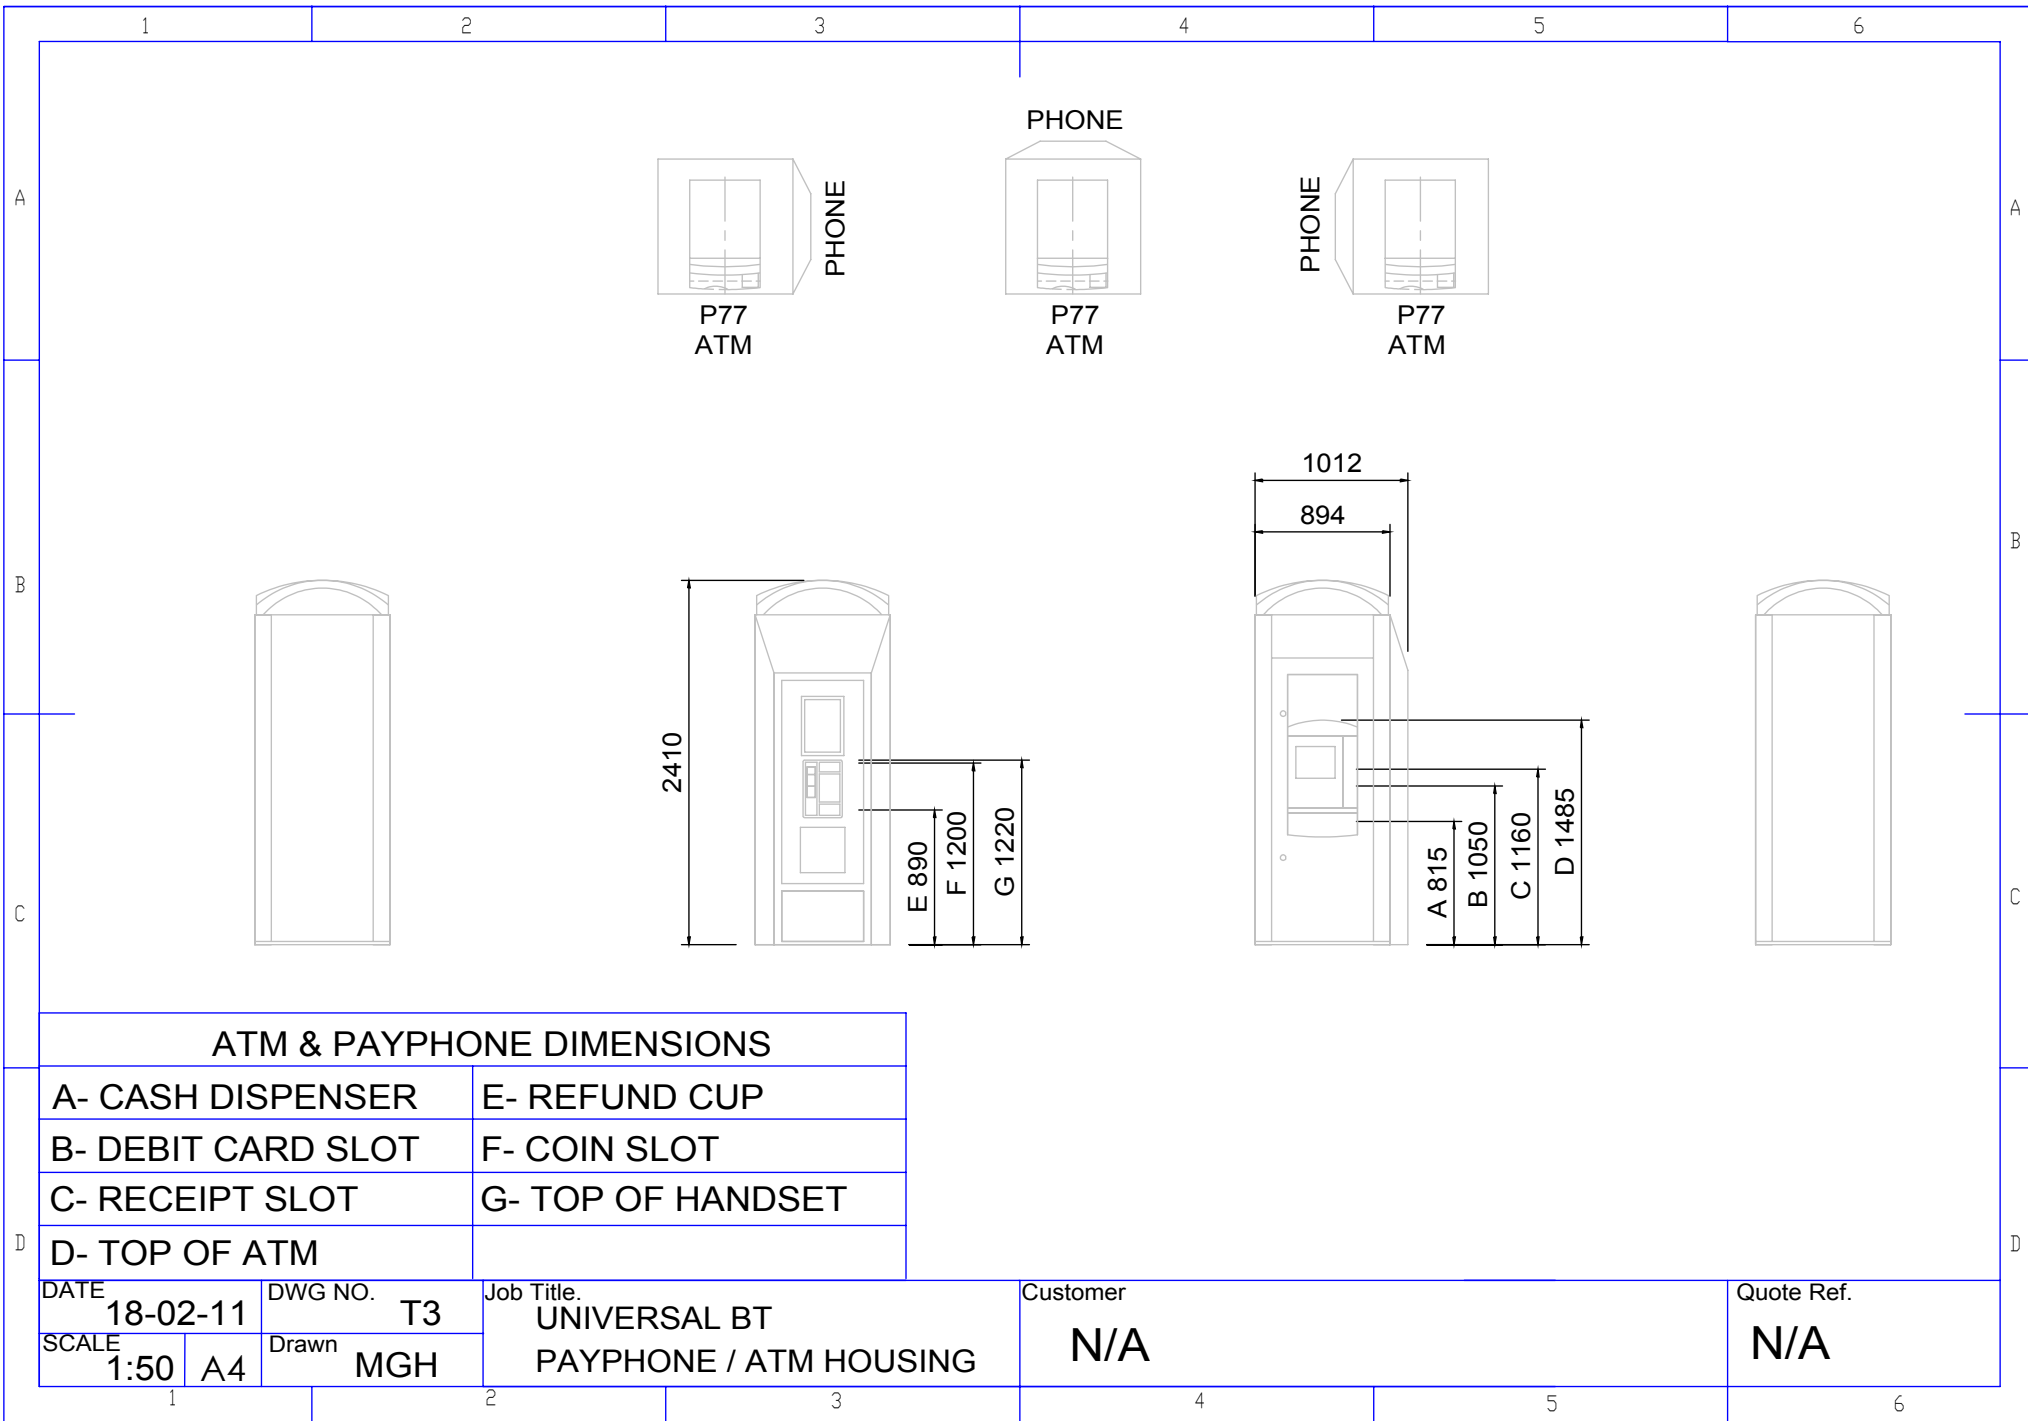 1 2 3 4 5 6
A A
PHONE
PHONE
PHONE
P77
ATM
P77
ATM
P77
ATM
B B
1012
894
2410
E 890
F 1200
G 1220
A 815
B 1050
C 1160
D 1485
C C
ATM & PAYPHONE DIMENSIONS
A- CASH DISPENSER E- REFUND CUP
B- DEBIT CARD SLOT F- COIN SLOT
C- RECEIPT SLOT G- TOP OF HANDSET
D- TOP OF ATM
D D
DATE 18-02-11
DWG NO. T3
SCALE 1:50 A4
Drawn MGH
Job Title.
UNIVERSAL BT
PAYPHONE / ATM HOUSING
Customer
N/A
Quote Ref.
N/A
1 2 3 4 5 6